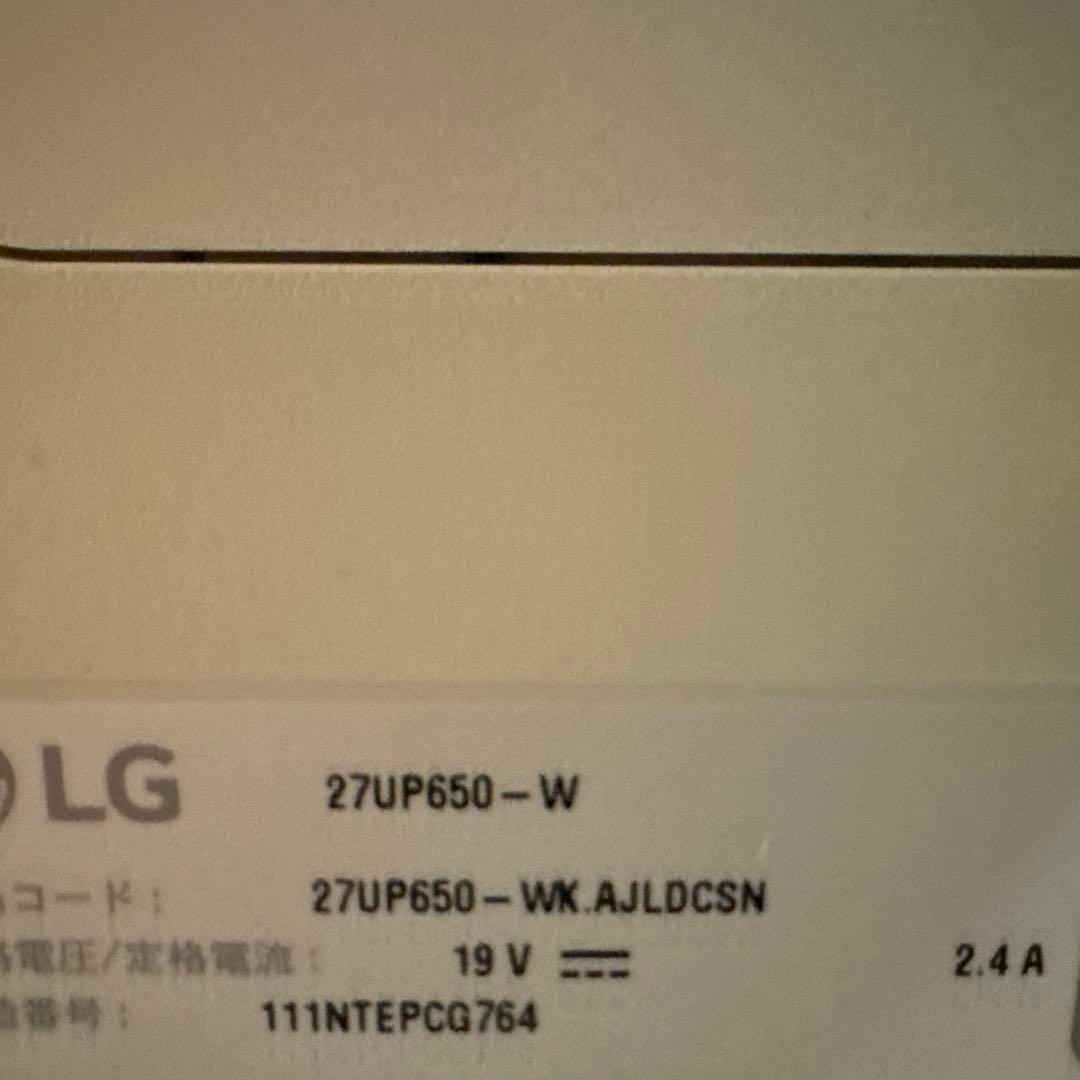 LG 27UP650-W
コード： 27UP650-WK.AJLDCSN
電圧/定格電流： 19 V 2.4 A
番号： 111NTEPCG764